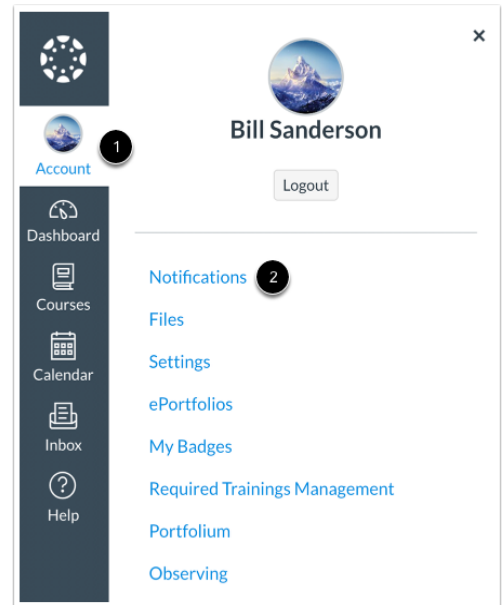 Account
1
Dashboard
Courses
Calendar
Inbox
Help
×
Bill Sanderson
Logout
Notifications 2
Files
Settings
ePortfolios
My Badges
Required Trainings Management
Portfolium
Observing